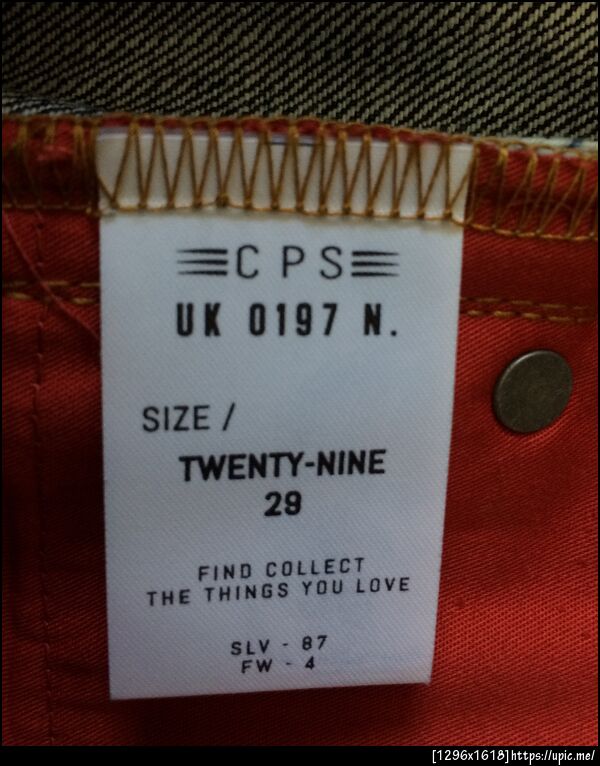 CPS
UK 0197 N.
SIZE /
TWENTY-NINE
29
FIND COLLECT
THE THINGS YOU LOVE
SLV - 87
FW - 4
[1296x1618]https://upic.me/